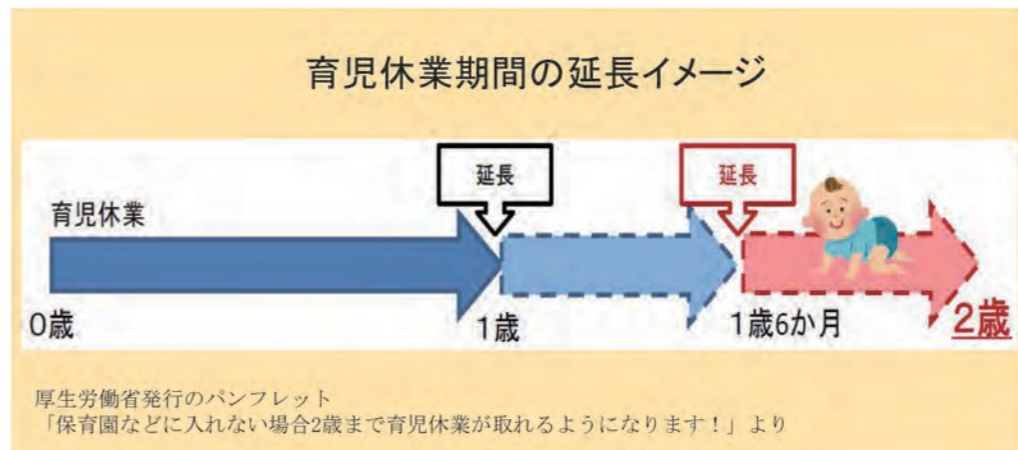 育児休業期間の延長イメージ
延長
延長
育児休業
0歳
1歳
1歳6か月
2歳
厚生労働省発行のパンフレット
「保育園などに入れない場合2歳まで育児休業が取れるようになります！」より